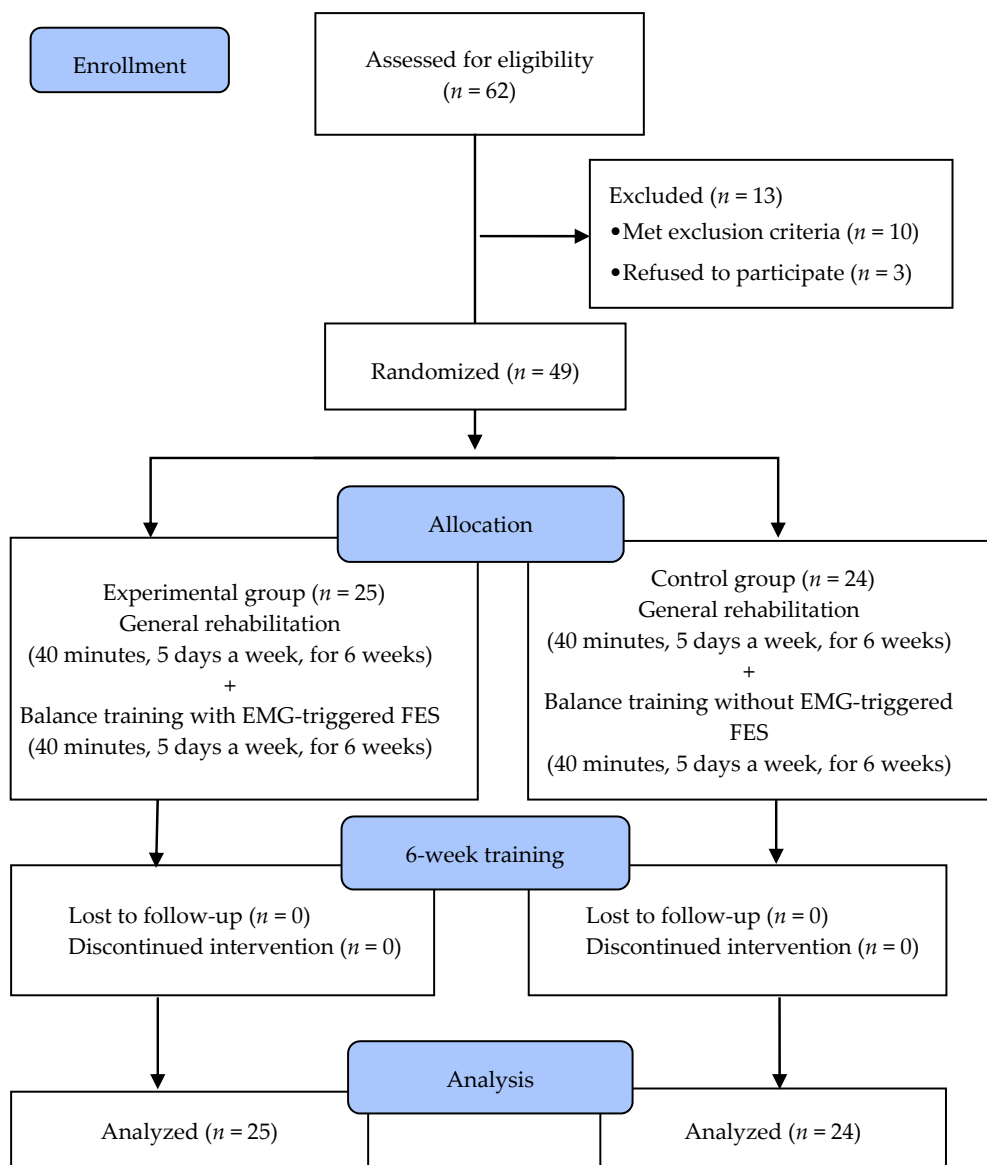 Enrollment
Assessed for eligibility
(n = 62)
Excluded (n = 13)
•Met exclusion criteria (n = 10)
•Refused to participate (n = 3)
Randomized (n = 49)
Allocation
Experimental group (n = 25)
General rehabilitation
(40 minutes, 5 days a week, for 6 weeks)
+
Balance training with EMG-triggered FES
(40 minutes, 5 days a week, for 6 weeks)
Control group (n = 24)
General rehabilitation
(40 minutes, 5 days a week, for 6 weeks)
+
Balance training without EMG-triggered
FES
(40 minutes, 5 days a week, for 6 weeks)
6-week training
Lost to follow-up (n = 0)
Discontinued intervention (n = 0)
Lost to follow-up (n = 0)
Discontinued intervention (n = 0)
Analysis
Analyzed (n = 25)
Analyzed (n = 24)